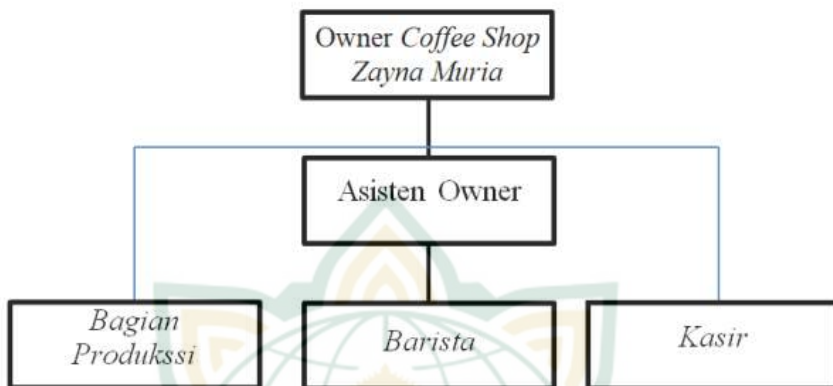 Owner Coffee Shop
Zayna Muria
Asisten Owner
Bagian
Produkssi
Barista
Kasir